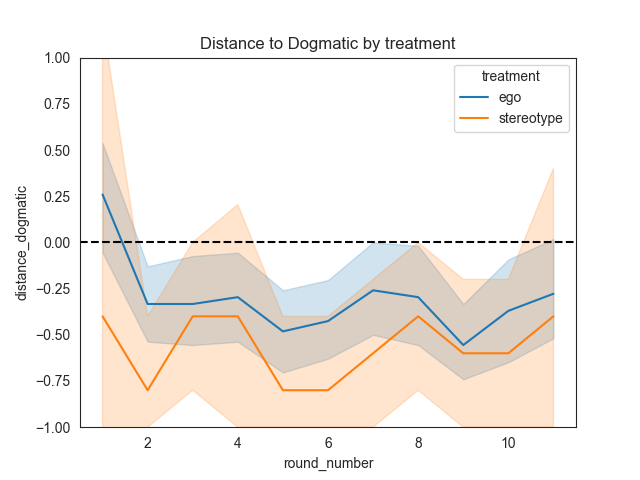 Distance to Dogmatic by treatment
1.00
0.75
0.50
0.25
0.00
−0.25
−0.50
−0.75
−1.00
distance_dogmatic
treatment
ego
stereotype
2 4 6 8 10
round_number